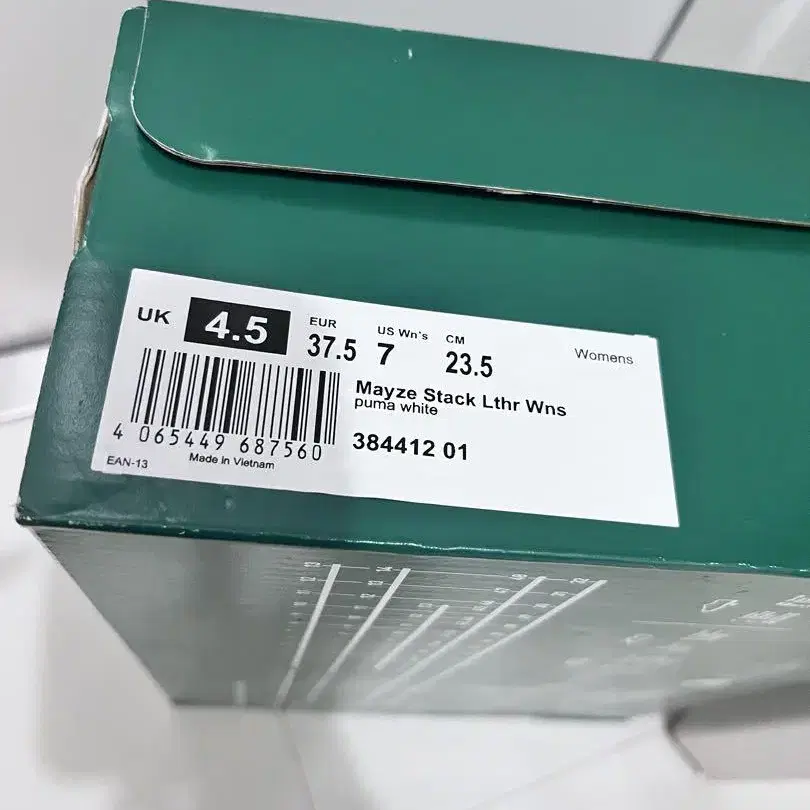 UK 4.5 EUR 37.5 US Wn's 7 CM 23.5 Womens
Mayze Stack Lthr Wns
puma white
4 065449 687560
384412 01
EAN-13 Made in Vietnam